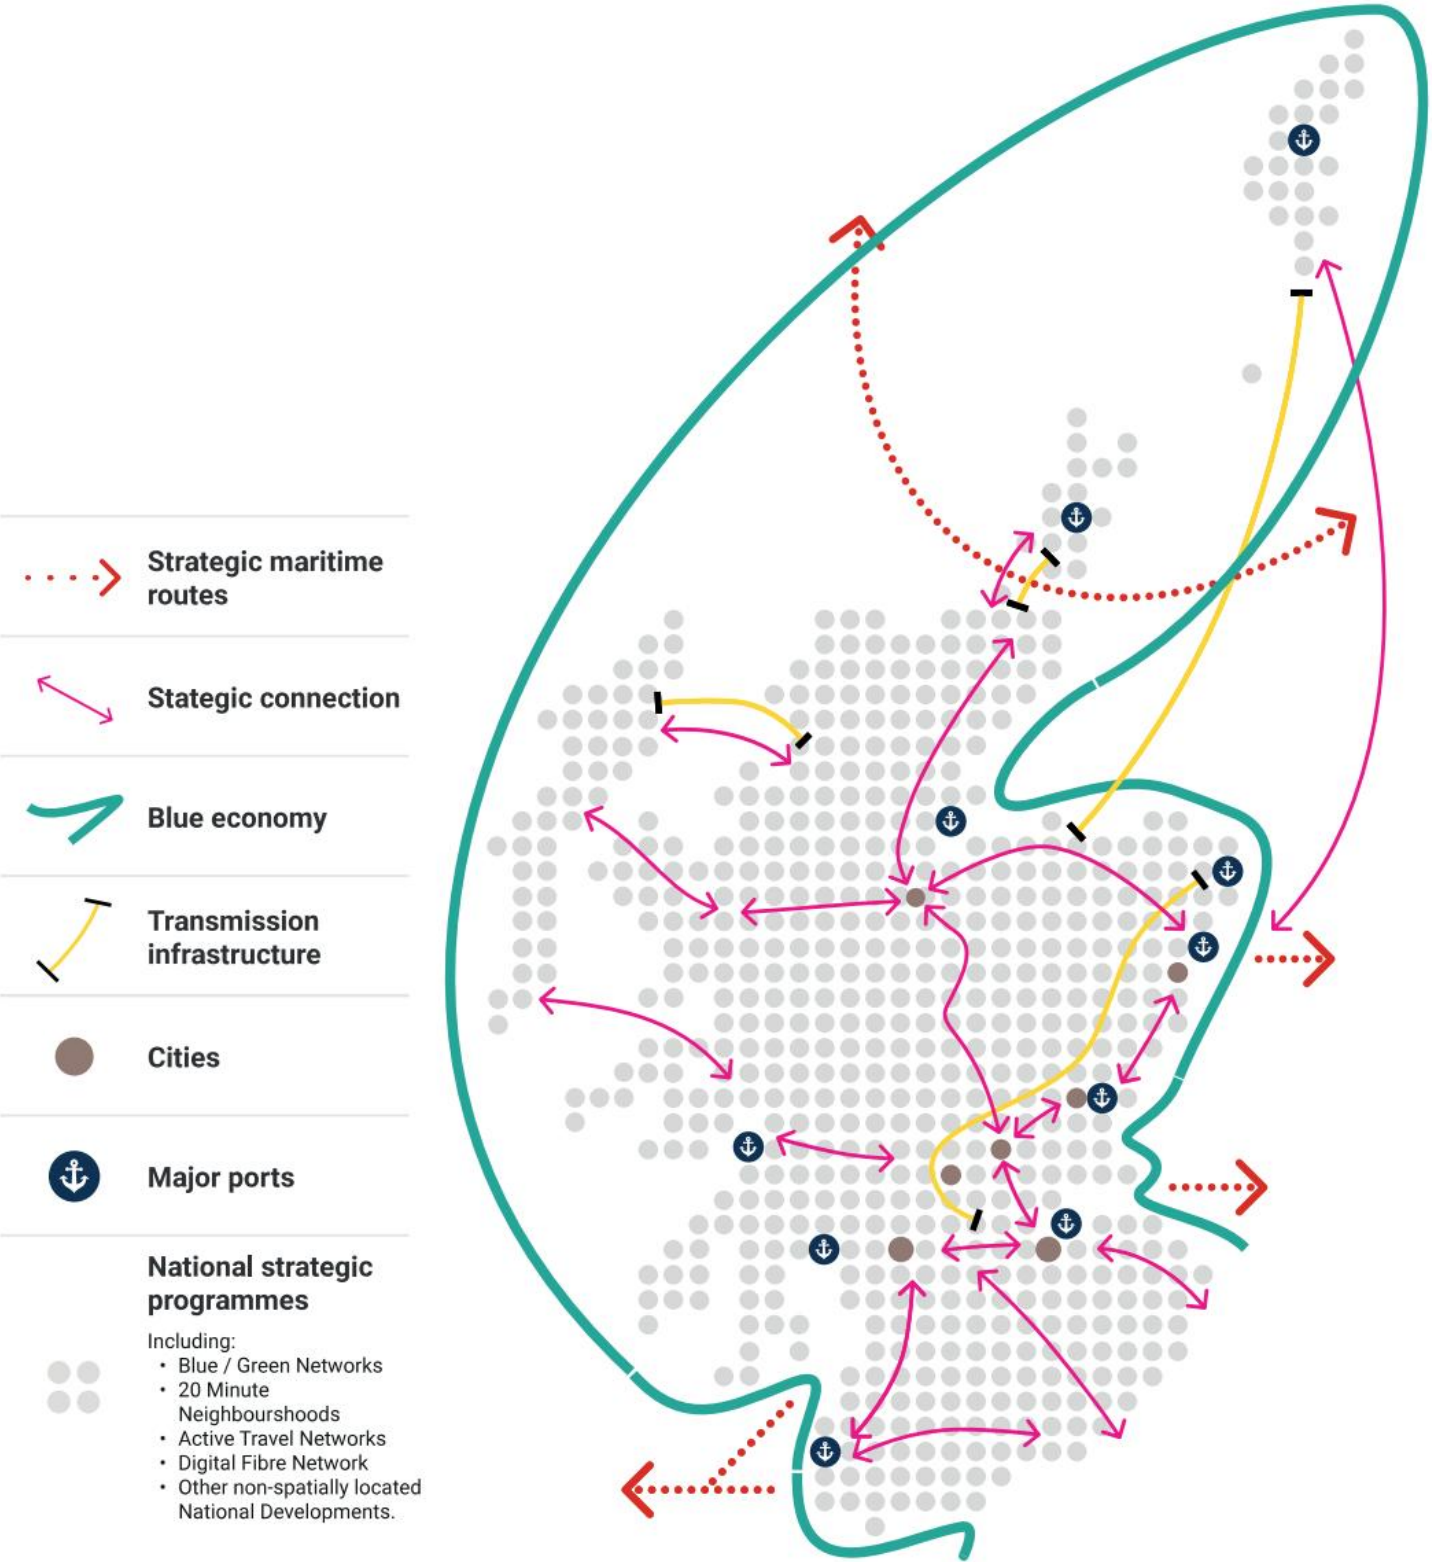 Strategic maritime
routes
Stategic connection
Blue economy
Transmission
infrastructure
Cities
Major ports
National strategic
programmes
Including:
• Blue / Green Networks
• 20 Minute
Neighbourshoods
• Active Travel Networks
• Digital Fibre Network
• Other non-spatially located
National Developments.